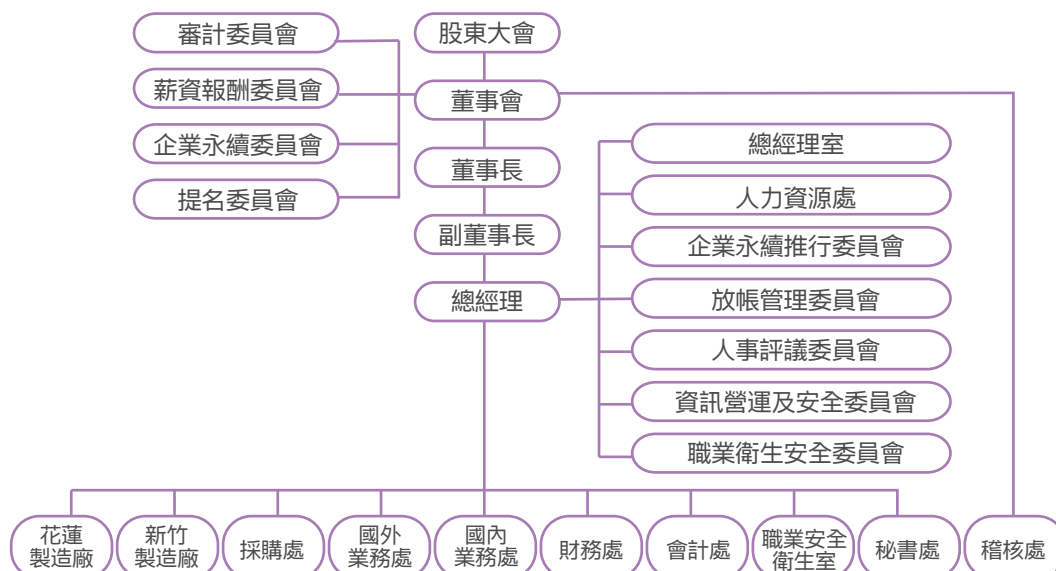 審計委員會
薪資報酬委員會
企業永續委員會
提名委員會
股東大會
董事會
董事長
副董事長
總經理
總經理室
人力資源處
企業永續推行委員會
放帳管理委員會
人事評議委員會
資訊營運及安全委員會
職業衛生安全委員會
花蓮
製造廠
新竹
製造廠
採購處
國外
業務處
國內
業務處
財務處
會計處
職業安全
衛生室
秘書處
稽核處